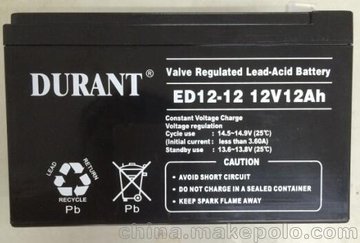 DURANT®
Valve Regulated Lead-Acid Battery
ED12-12 12V12Ah
Constant Voltage Charge
Voltage regulation
Cycle use : 14.5~14.9V (25℃)
(Initial current : less than 3.60A)
Standby use : 13.6~13.8V (25℃)
LEAD
RETURN
RECYCLE
Pb
Pb
CAUTION:
● AVOID SHORT CIRCUIT
● DO NOT CHARGE IN A SEALED CONTAINER
● KEEP SPARK FLAME AWAY
china.makepolo.com